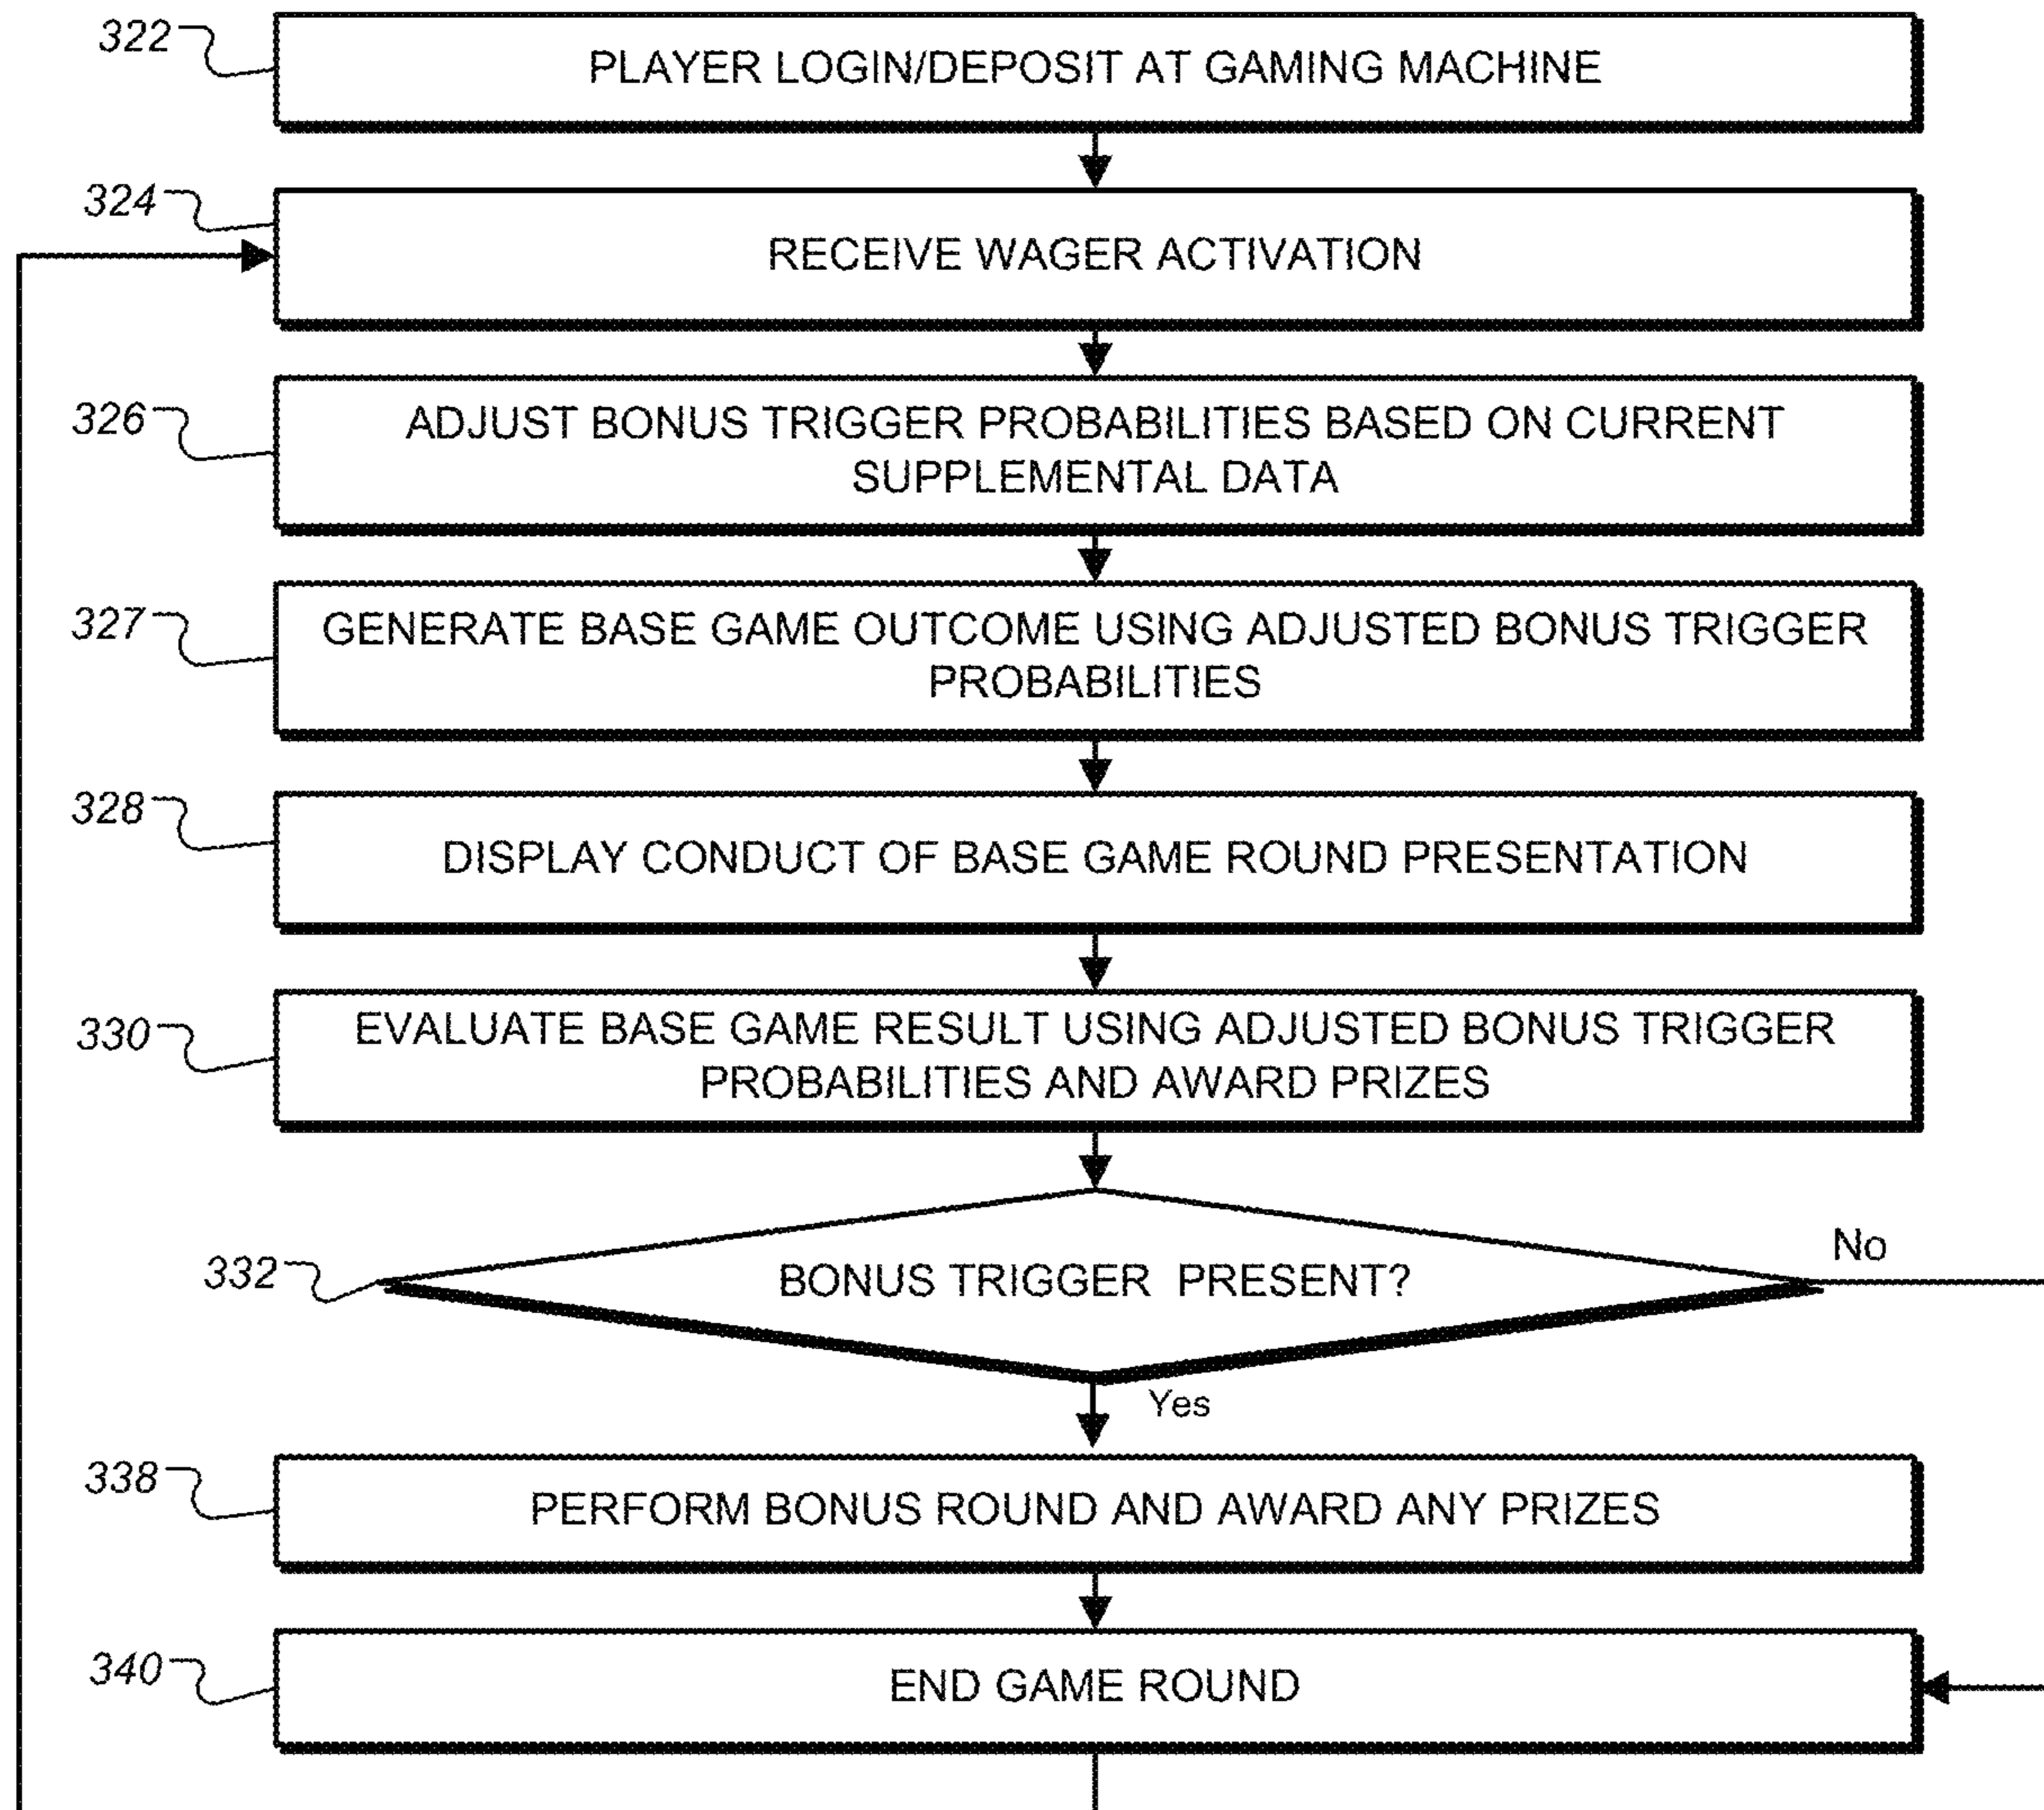 322
PLAYER LOGIN/DEPOSIT AT GAMING MACHINE
324
RECEIVE WAGER ACTIVATION
326
ADJUST BONUS TRIGGER PROBABILITIES BASED ON CURRENT
SUPPLEMENTAL DATA
327
GENERATE BASE GAME OUTCOME USING ADJUSTED BONUS TRIGGER
PROBABILITIES
328
DISPLAY CONDUCT OF BASE GAME ROUND PRESENTATION
330
EVALUATE BASE GAME RESULT USING ADJUSTED BONUS TRIGGER
PROBABILITIES AND AWARD PRIZES
332
BONUS TRIGGER PRESENT?
No
Yes
338
PERFORM BONUS ROUND AND AWARD ANY PRIZES
340
END GAME ROUND